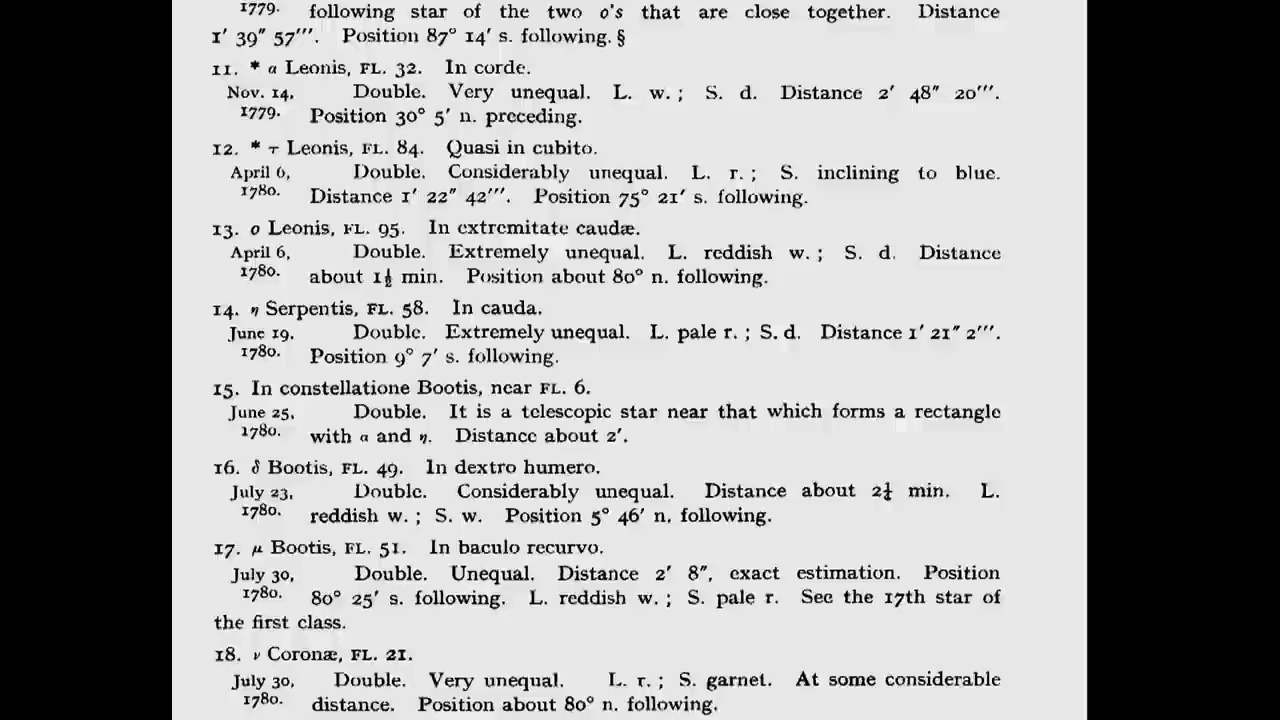 1779. following star of the two o's that are close together. Distance
1′ 39″ 57‴. Position 87° 14′ s. following. §
11. * α Leonis, FL. 32. In corde.
Nov. 14, Double. Very unequal. L. w. ; S. d. Distance 2′ 48″ 20‴.
1779. Position 30° 5′ n. preceding.
12. * τ Leonis, FL. 84. Quasi in cubito.
April 6, Double. Considerably unequal. L. r. ; S. inclining to blue.
1780. Distance 1′ 22″ 42‴. Position 75° 21′ s. following.
13. o Leonis, FL. 95. In extremitate caudæ.
April 6, Double. Extremely unequal. L. reddish w. ; S. d. Distance
1780. about 1½ min. Position about 80° n. following.
14. η Serpentis, FL. 58. In cauda.
June 19, Double. Extremely unequal. L. pale r. ; S. d. Distance 1′ 21″ 2‴.
1780. Position 9° 7′ s. following.
15. In constellatione Bootis, near FL. 6.
June 25, Double. It is a telescopic star near that which forms a rectangle
1780. with α and η. Distance about 2′.
16. δ Bootis, FL. 49. In dextro humero.
July 23, Double. Considerably unequal. Distance about 2¼ min. L.
1780. reddish w. ; S. w. Position 5° 46′ n. following.
17. μ Bootis, FL. 51. In baculo recurvo.
July 30, Double. Unequal. Distance 2′ 8″, exact estimation. Position
1780. 80° 25′ s. following. L. reddish w. ; S. pale r. See the 17th star of
the first class.
18. ν Coronæ, FL. 21.
July 30, Double. Very unequal. L. r. ; S. garnet. At some considerable
1780. distance. Position about 80° n. following.